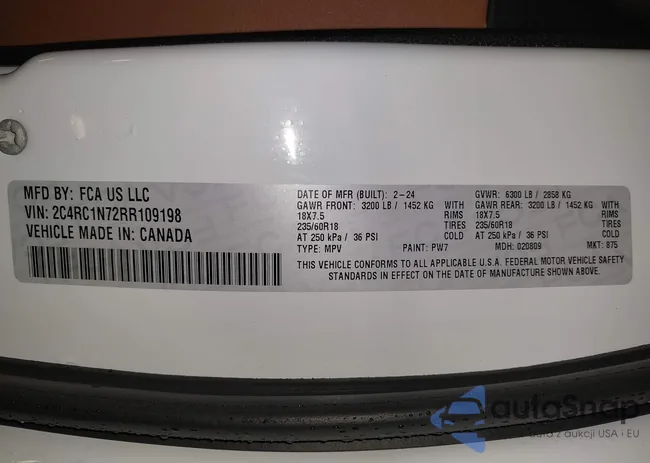 MFD BY: FCA US LLC
VIN: 2C4RC1N72RR109198
VEHICLE MADE IN: CANADA
DATE OF MFR (BUILT): 2-24 GVWR: 6300 LB / 2858 KG
GAWR FRONT: 3200 LB / 1452 KG WITH GAWR REAR: 3200 LB / 1452 KG WITH
18X7.5 RIMS 18X7.5 RIMS
235/60R18 TIRES 235/60R18 TIRES
AT 250 kPa / 36 PSI COLD AT 250 kPa / 36 PSI COLD
TYPE: MPV PAINT: PW7 MDH: 020809 MKT: 875
THIS VEHICLE CONFORMS TO ALL APPLICABLE U.S.A. FEDERAL MOTOR VEHICLE SAFETY
STANDARDS IN EFFECT ON THE DATE OF MANUFACTURE SHOWN ABOVE.
autoSnap
auta z aukcji USA i EU